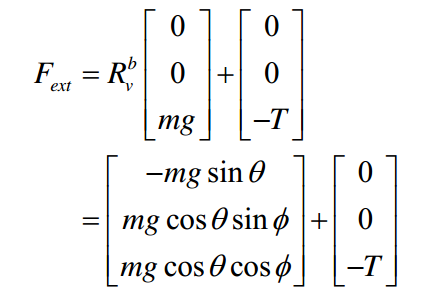 F_ext = R_v^b [0 0 mg] + [0 0 −T]
= [−mg sin θ mg cos θ sin ϕ mg cos θ cos ϕ] + [0 0 −T]